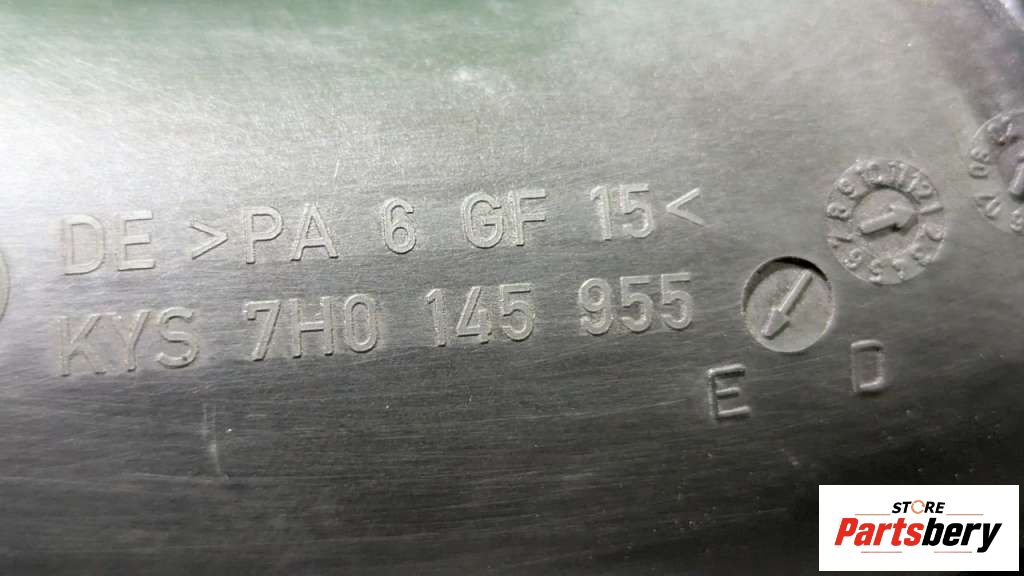 DE >PA 6 GF 15<
KYS 7H0 145 955
E D
STORE
Partsbery